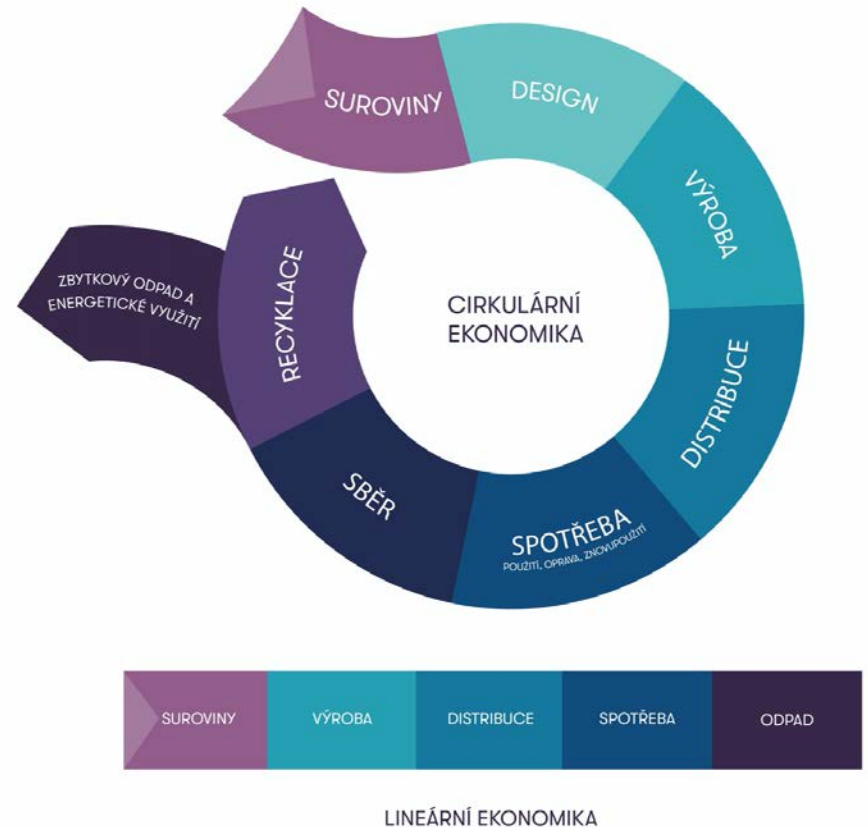 SUROVINY
DESIGN
VÝROBA
DISTRIBUCE
SPOTŘEBA
POUŽITÍ, OPRAVA, ZNOVUPOUŽITÍ
SBĚR
RECYKLACE
ZBYTKOVÝ ODPAD A
ENERGETICKÉ VYUŽITÍ
CIRKULÁRNÍ
EKONOMIKA
SUROVINY
VÝROBA
DISTRIBUCE
SPOTŘEBA
ODPAD
LINEÁRNÍ EKONOMIKA